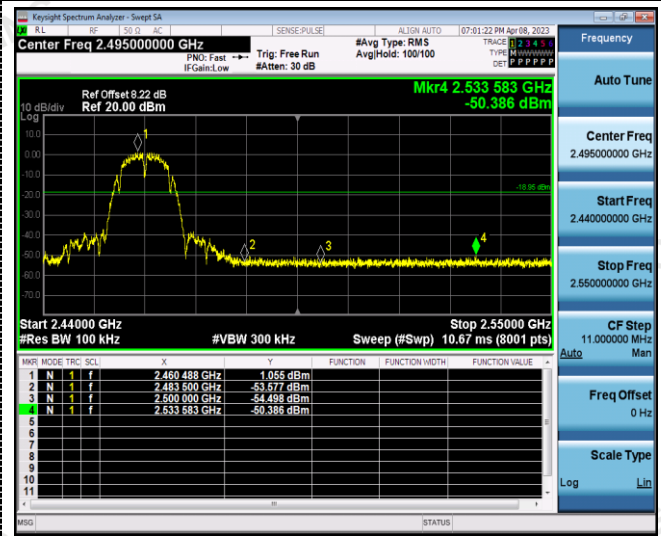 Keysight Spectrum Analyzer - Swept SA
RL RF 50 Ω AC SENSE:PULSE ALIGN AUTO 07:01:22 PM Apr 08, 2023
Center Freq 2.495000000 GHz
PNO: Fast
IFGain:Low
Trig: Free Run
#Atten: 30 dB
#Avg Type: RMS
Avg|Hold: 100/100
TRACE 1 2 3 4 5 6
TYPE M W W W W W
DET P P P P P P
Ref Offset 8.22 dB
Ref 20.00 dBm
Mkr4 2.533 583 GHz
-50.386 dBm
10 dB/div
Log
10.0
0.00
-10.0
-20.0
-30.0
-40.0
-50.0
-60.0
-70.0
1
2
3
4
-18.95 dBm
Start 2.44000 GHz
Stop 2.55000 GHz
#Res BW 100 kHz
#VBW 300 kHz
Sweep (#Swp) 10.67 ms (8001 pts)
MKR MODE TRC SCL X Y FUNCTION FUNCTION WIDTH FUNCTION VALUE
1 N 1 f 2.460 488 GHz 1.055 dBm
2 N 1 f 2.483 500 GHz -53.577 dBm
3 N 1 f 2.500 000 GHz -54.498 dBm
4 N 1 f 2.533 583 GHz -50.386 dBm
5
6
7
8
9
10
11
MSG
STATUS
Frequency
Auto Tune
Center Freq
2.495000000 GHz
Start Freq
2.440000000 GHz
Stop Freq
2.550000000 GHz
CF Step
11.000000 MHz
Auto Man
Freq Offset
0 Hz
Scale Type
Log Lin